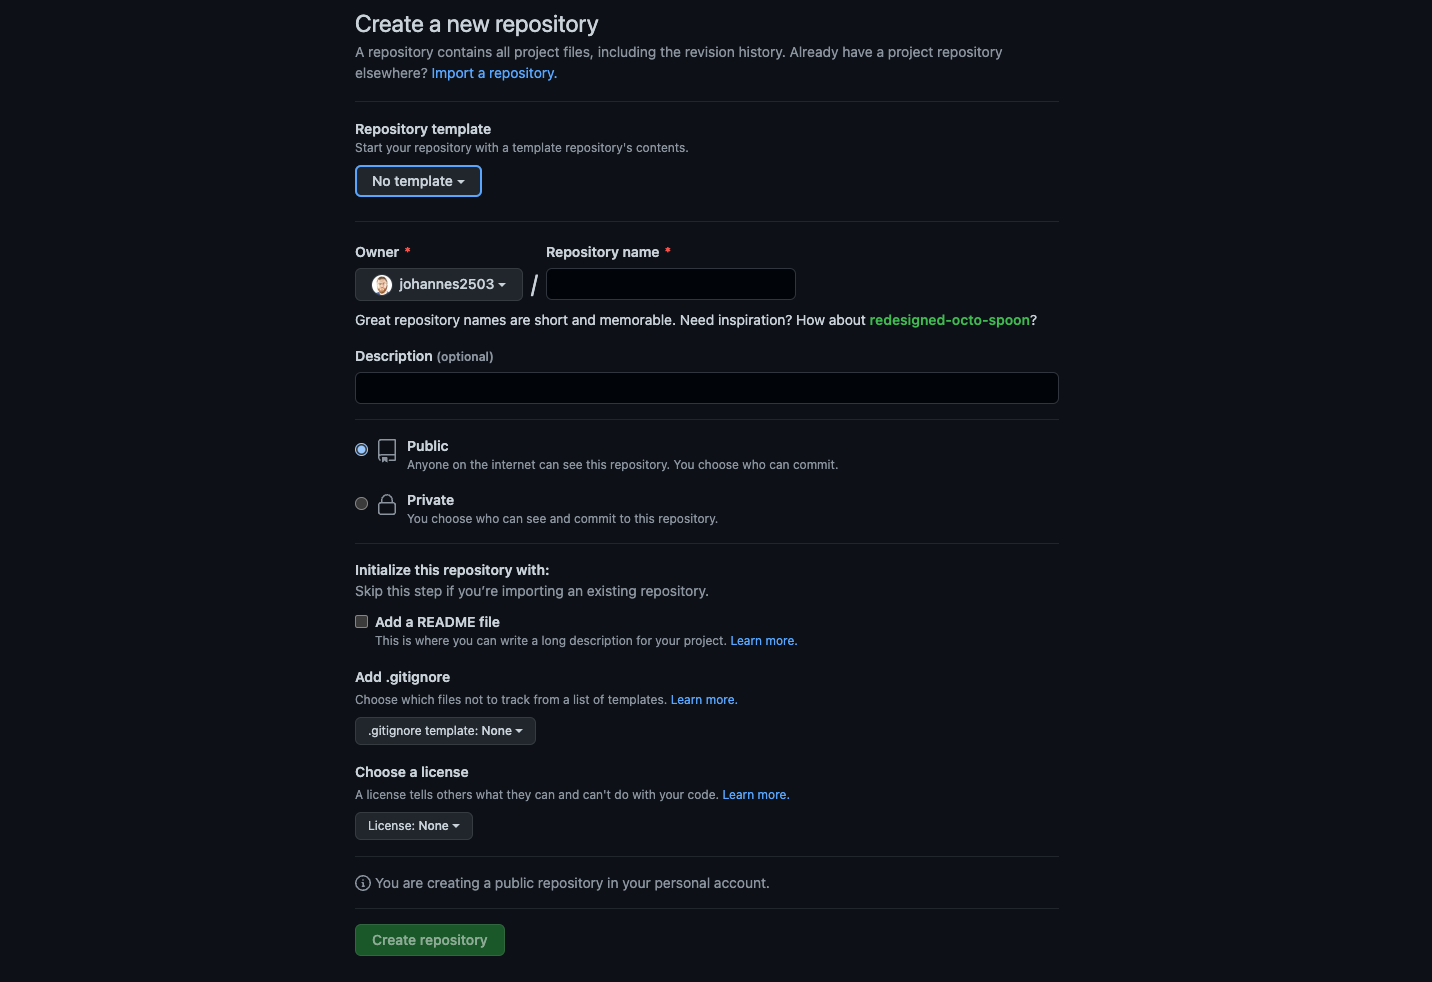 Create a new repository
A repository contains all project files, including the revision history. Already have a project repository
elsewhere? Import a repository.
Repository template
Start your repository with a template repository's contents.
No template
Owner * Repository name *
johannes2503 /
Great repository names are short and memorable. Need inspiration? How about redesigned-octo-spoon?
Description (optional)
Public
Anyone on the internet can see this repository. You choose who can commit.
Private
You choose who can see and commit to this repository.
Initialize this repository with:
Skip this step if you’re importing an existing repository.
Add a README file
This is where you can write a long description for your project. Learn more.
Add .gitignore
Choose which files not to track from a list of templates. Learn more.
.gitignore template: None
Choose a license
A license tells others what they can and can't do with your code. Learn more.
License: None
You are creating a public repository in your personal account.
Create repository